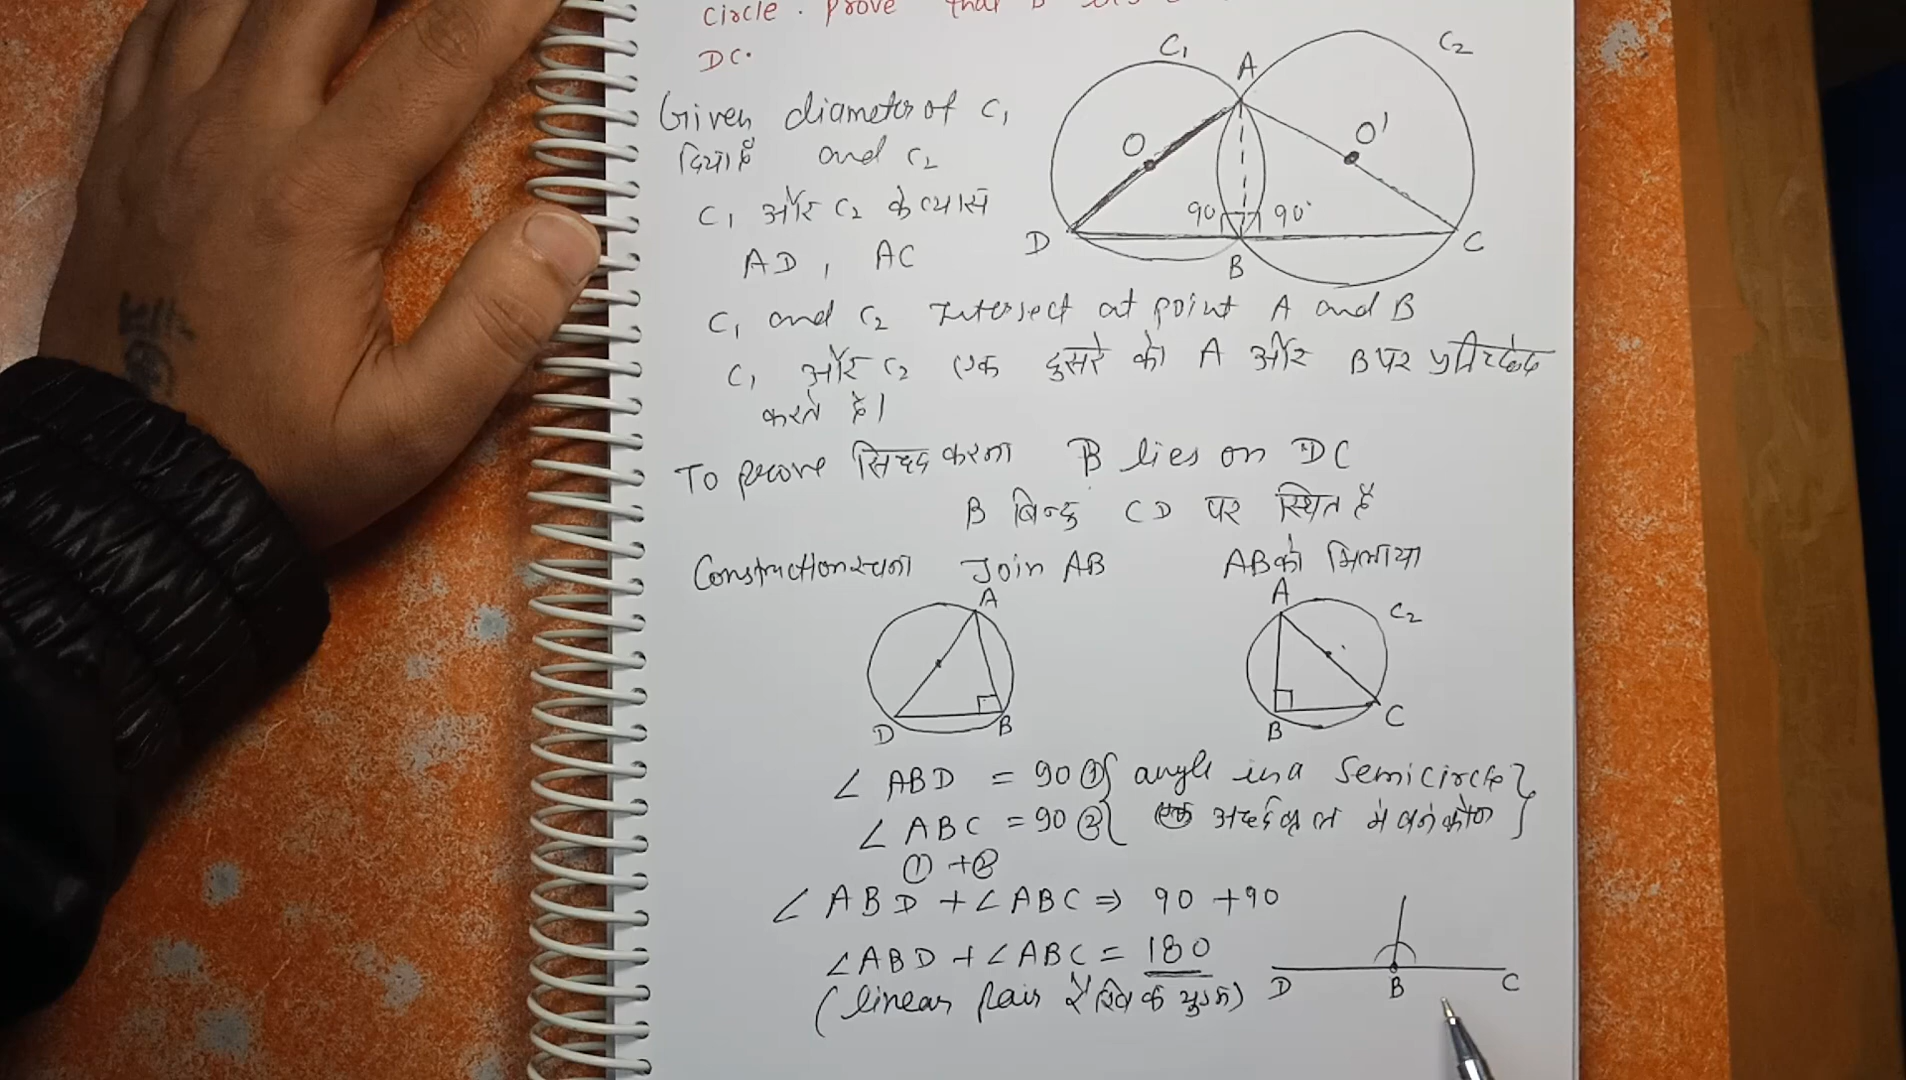 circle. prove that B lies
DC.
Given diameter of C₁
दिया है and C₂
C₁ और C₂ के व्यास
AD, AC
C₁ and C₂ Intersect at point A and B
C₁ और C₂ एक दुसरे को A और B पर प्रतिच्छेद
करते है।
To prove सिध्द करना B lies on DC
B बिन्दु CD पर स्थित है
Construction रचना Join AB AB को मिलाया
C₁ A C₂
O O'
90 90°
D B C
A A C₂
D B B C
∠ABD = 90 ① { angle in a semicircle }
∠ABC = 90 ② { एक अर्ध्दवृत में बने कोण }
① + ②
∠ABD + ∠ABC ⇒ 90 + 90
∠ABD + ∠ABC = 180
(linear pair रैखिक युग्म) D B C